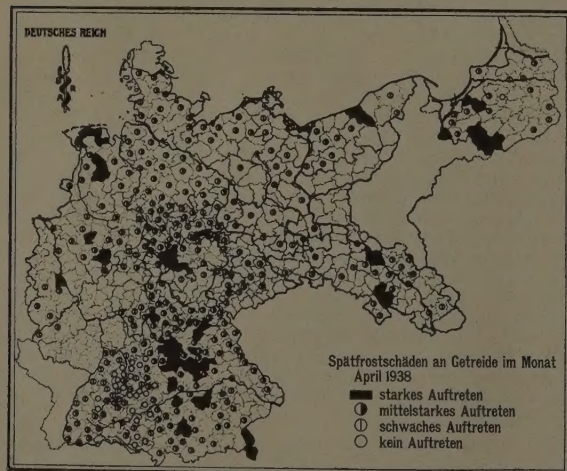 DEUTSCHES REICH
Spätfrostschäden an Getreide im Monat
April 1938
starkes Auftreten
mittelstarkes Auftreten
schwaches Auftreten
kein Auftreten